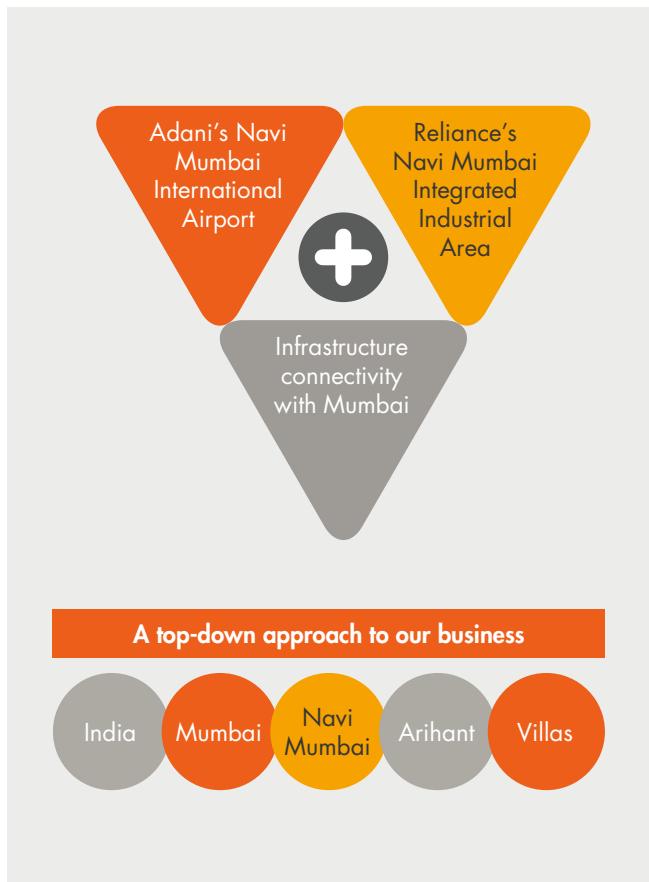 Adani’s Navi
Mumbai
International
Airport
Reliance’s
Navi Mumbai
Integrated
Industrial
Area
Infrastructure
connectivity
with Mumbai
A top-down approach to our business
India
Mumbai
Navi
Mumbai
Arihant
Villas